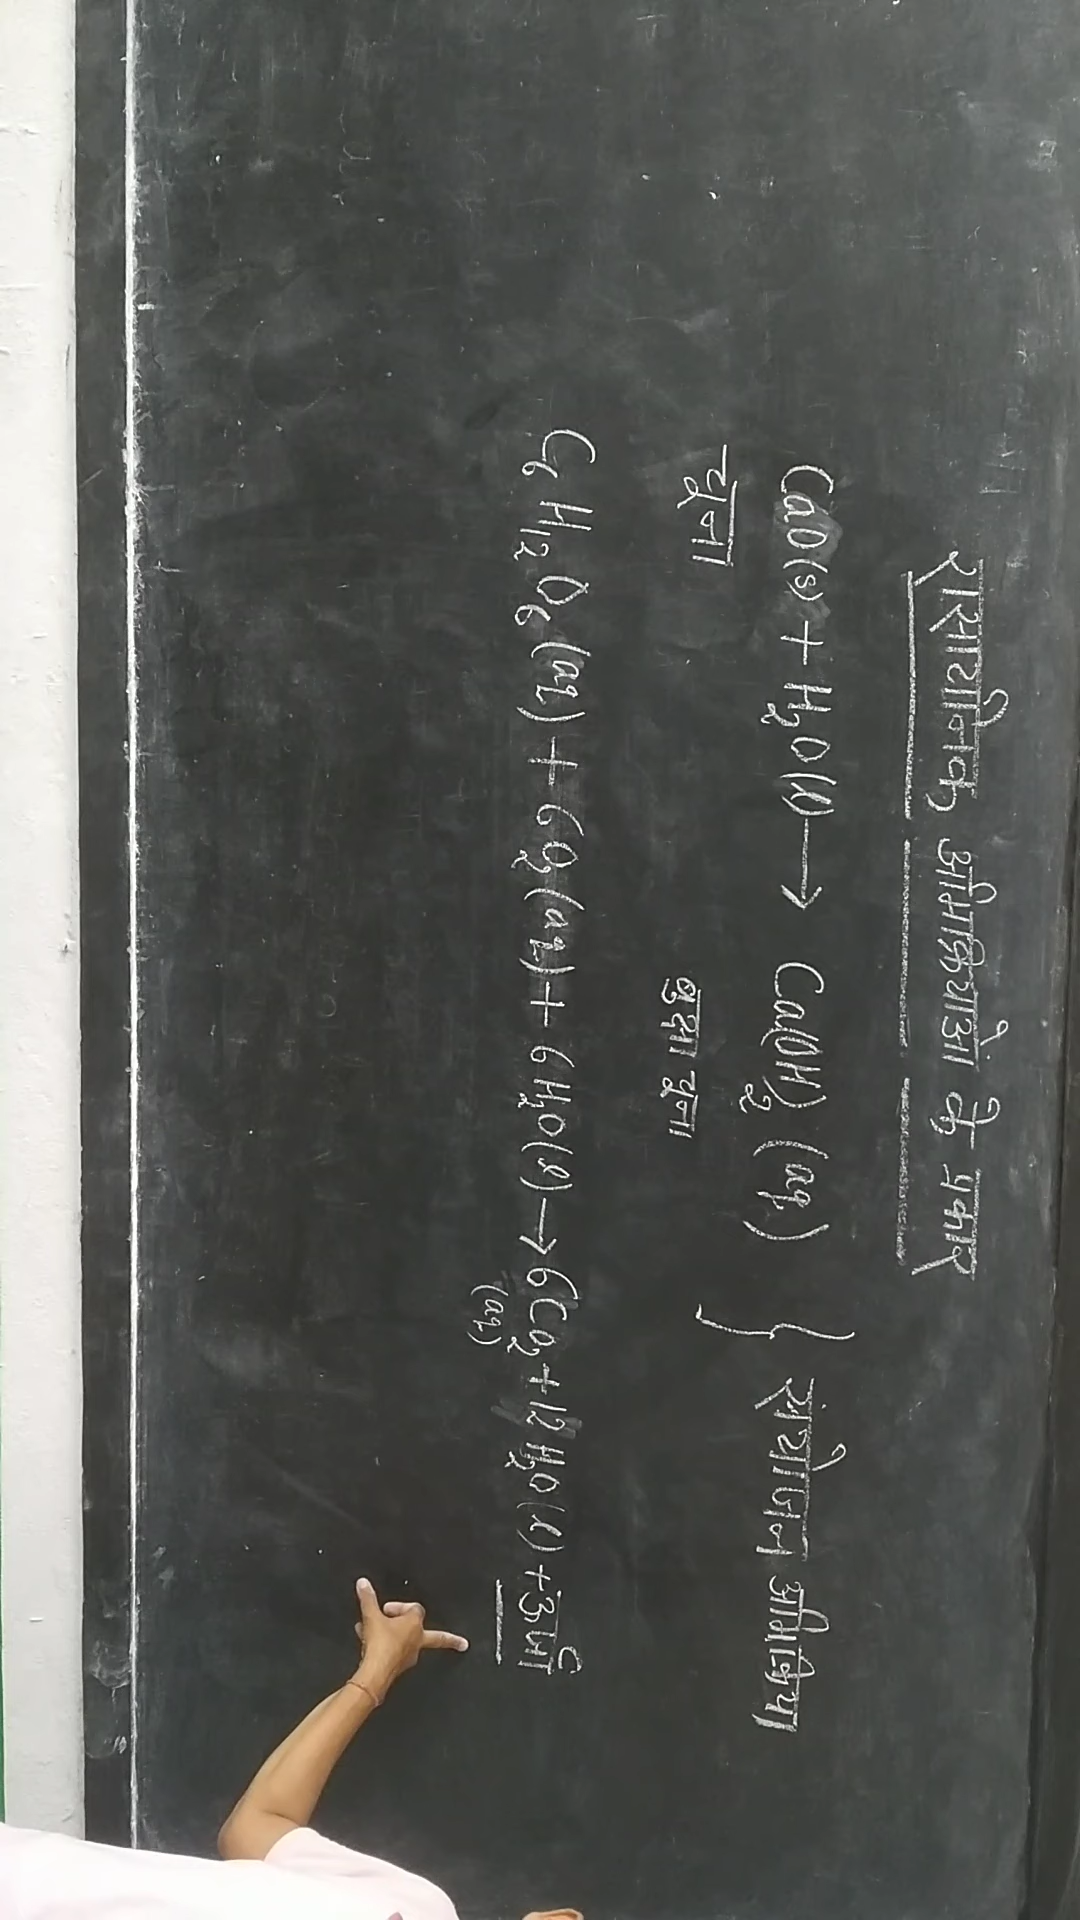 रासायनिक अभिक्रियाओं के प्रकार
CaO(s) + H₂O(l) → Ca(OH)₂ (aq) } संयोजन अभिक्रिया
चूना बुझा चूना
C₆H₁₂O₆(aq) + 6O₂(aq) + 6H₂O(l) → 6CO₂ + 12H₂O(l) + ऊर्जा
(aq)